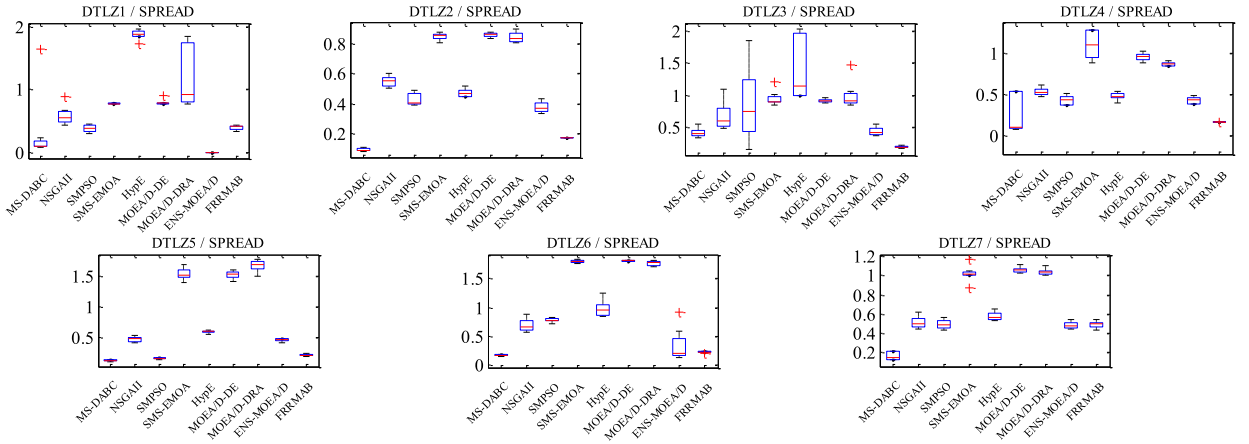 DTLZ1 / SPREAD
2
1
0
MS-DABC
NSGAII
SMPSO
SMS-EMOA
HypE
MOEA/D-DE
MOEA/D-DRA
ENS-MOEA/D
FRRMAB
DTLZ2 / SPREAD
0.8
0.6
0.4
0.2
MS-DABC
NSGAII
SMPSO
SMS-EMOA
HypE
MOEA/D-DE
MOEA/D-DRA
ENS-MOEA/D
FRRMAB
DTLZ3 / SPREAD
2
1.5
1
0.5
MS-DABC
NSGAII
SMPSO
SMS-EMOA
HypE
MOEA/D-DE
MOEA/D-DRA
ENS-MOEA/D
FRRMAB
DTLZ4 / SPREAD
1
0.5
0
MS-DABC
NSGAII
SMPSO
SMS-EMOA
HypE
MOEA/D-DE
MOEA/D-DRA
ENS-MOEA/D
FRRMAB
DTLZ5 / SPREAD
1.5
1
0.5
MS-DABC
NSGAII
SMPSO
SMS-EMOA
HypE
MOEA/D-DE
MOEA/D-DRA
ENS-MOEA/D
FRRMAB
DTLZ6 / SPREAD
1.5
1
0.5
0
MS-DABC
NSGAII
SMPSO
SMS-EMOA
HypE
MOEA/D-DE
MOEA/D-DRA
ENS-MOEA/D
FRRMAB
DTLZ7 / SPREAD
1.2
1
0.8
0.6
0.4
0.2
MS-DABC
NSGAII
SMPSO
SMS-EMOA
HypE
MOEA/D-DE
MOEA/D-DRA
ENS-MOEA/D
FRRMAB